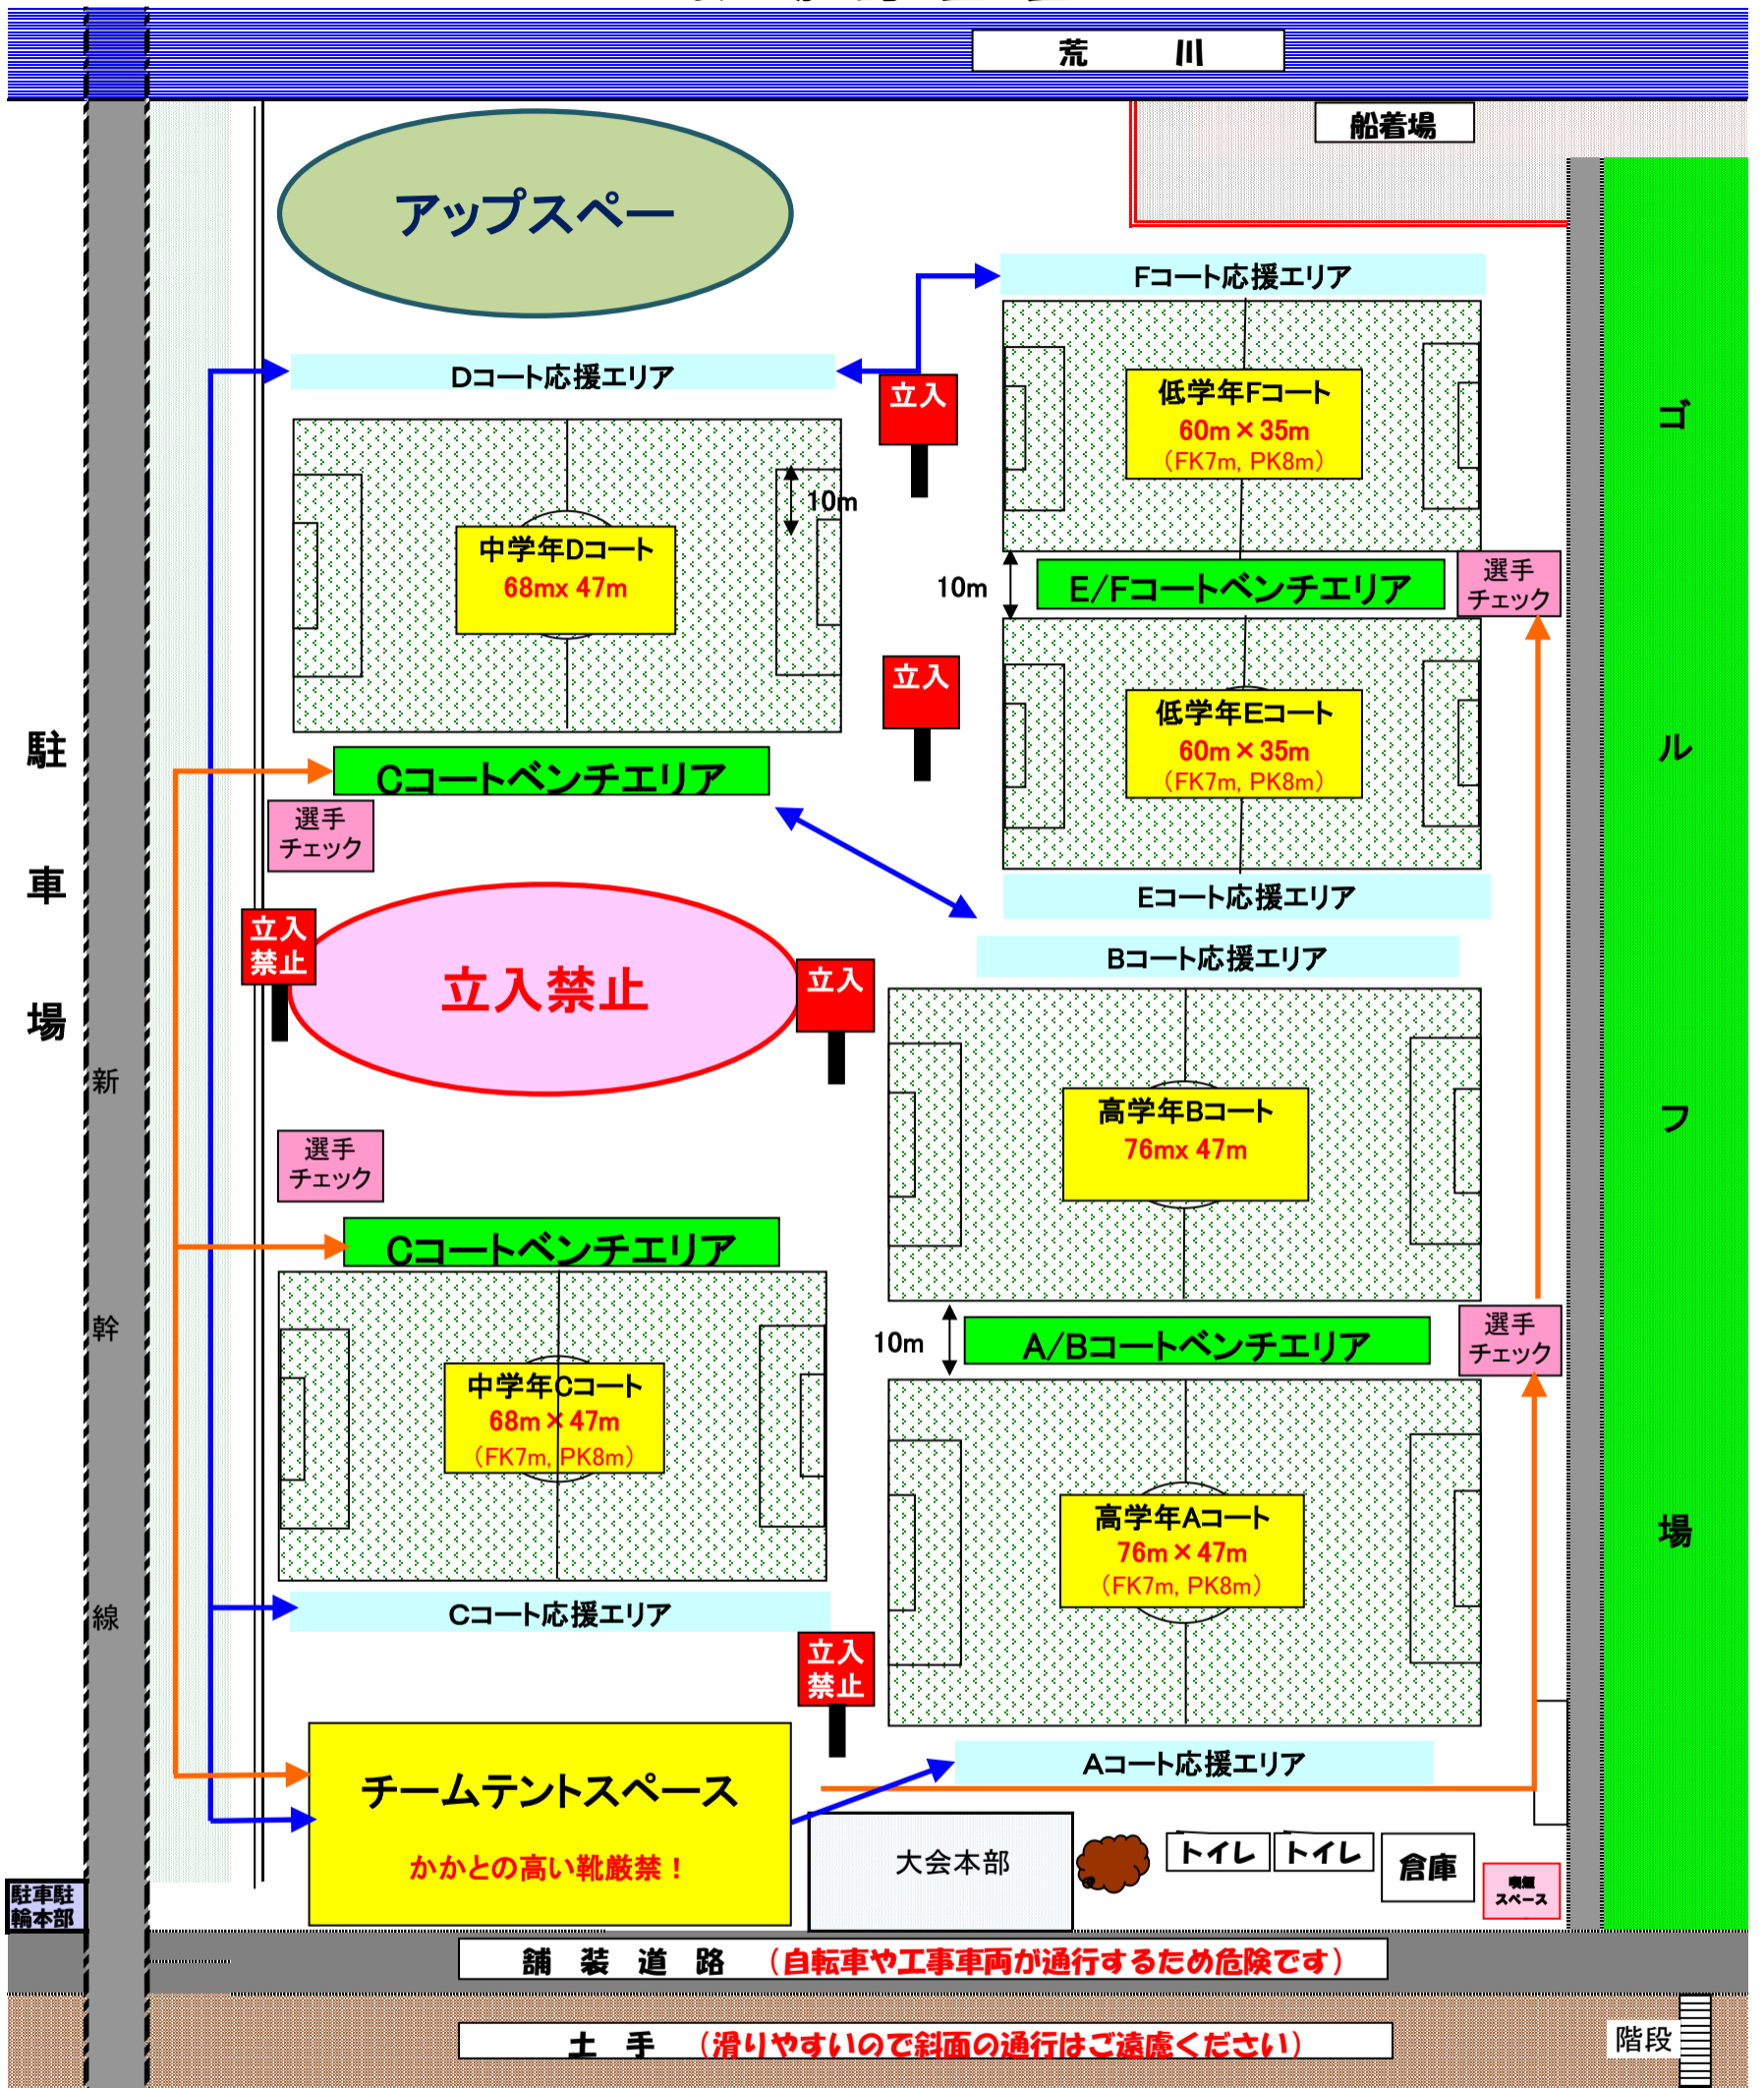 荒　川
船着場
アップスペー
Fコート応援エリア
Dコート応援エリア
立入
低学年Fコート
60m×35m
（FK7m, PK8m）
ゴルフ場
10m
中学年Dコート
68mx 47m
10m
E/Fコートベンチエリア
選手
チェック
立入
低学年Eコート
60m×35m
（FK7m, PK8m）
駐車場
Cコートベンチエリア
選手
チェック
Eコート応援エリア
立入
禁止
立入禁止
立入
Bコート応援エリア
新幹線
高学年Bコート
76mx 47m
選手
チェック
Cコートベンチエリア
10m
A/Bコートベンチエリア
選手
チェック
中学年Cコート
68m×47m
（FK7m, PK8m）
高学年Aコート
76m×47m
（FK7m, PK8m）
Cコート応援エリア
立入
禁止
チームテントスペース
かかとの高い靴厳禁！
Aコート応援エリア
大会本部
トイレ
トイレ
倉庫
喫煙
スペース
駐車駐
輪本部
舗 装 道 路　（自転車や工事車両が通行するため危険です）
土 手　（滑りやすいので斜面の通行はご遠慮ください）
階段